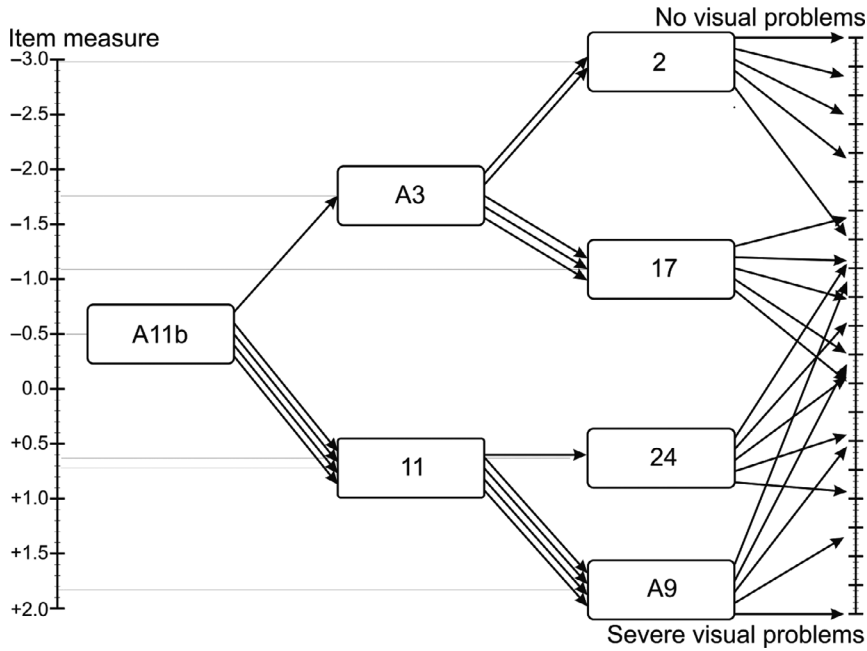 No visual problems
Item measure
–3.0
2
–2.5
–2.0
A3
–1.5
17
–1.0
A11b
–0.5
0.0
+0.5
24
11
+1.0
+1.5
A9
+2.0
Severe visual problems